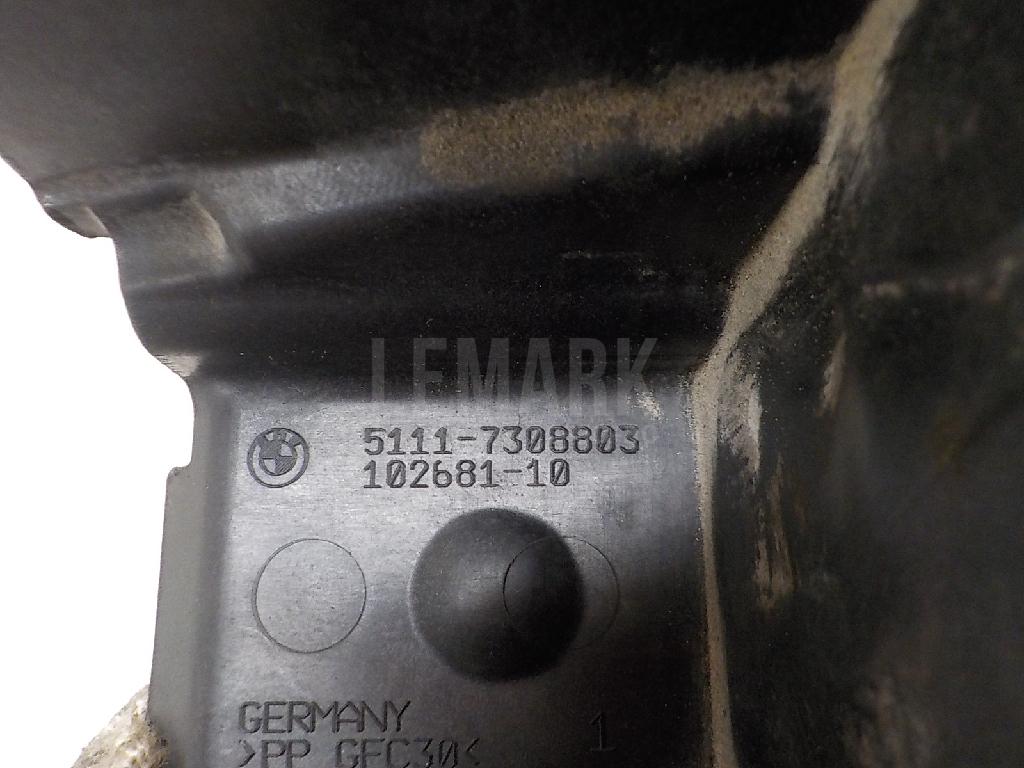 LEMARK
5111-7308803
102681-10
GERMANY 1
>PP GFC30<